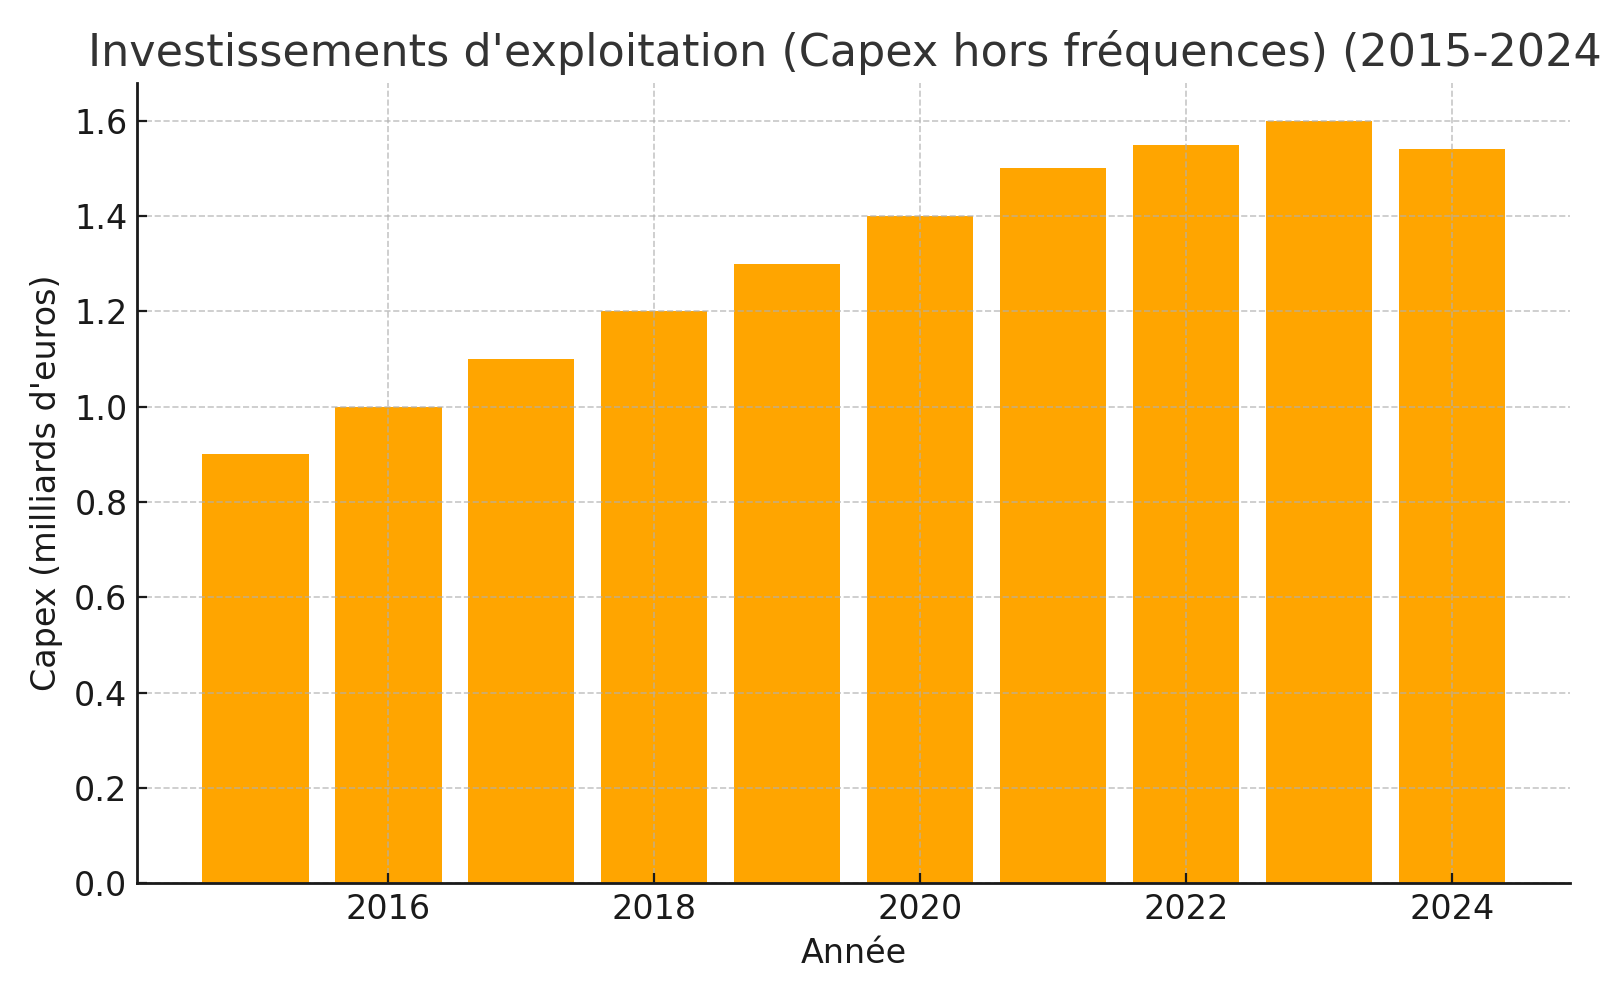 Investissements d'exploitation (Capex hors fréquences) (2015-2024
1.6
1.4
1.2
1.0
0.8
0.6
0.4
0.2
0.0
Capex (milliards d'euros)
2016 2018 2020 2022 2024
Année